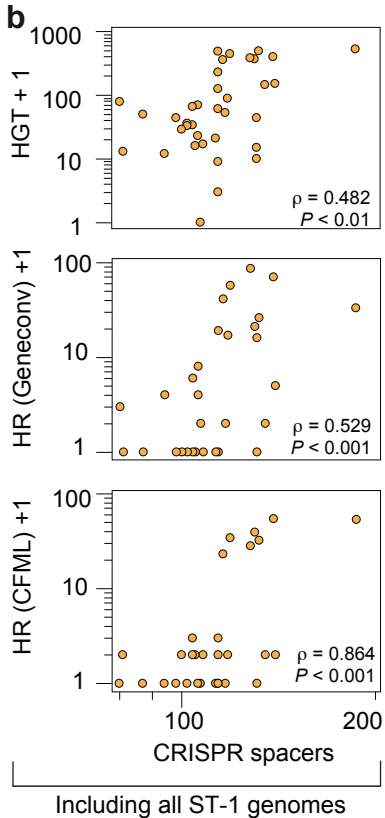 b
HGT + 1
1000
100
10
1
ρ = 0.482
P < 0.01
HR (Geneconv) +1
100
10
1
ρ = 0.529
P < 0.001
HR (CFML) +1
100
10
1
ρ = 0.864
P < 0.001
100 200
CRISPR spacers
Including all ST-1 genomes